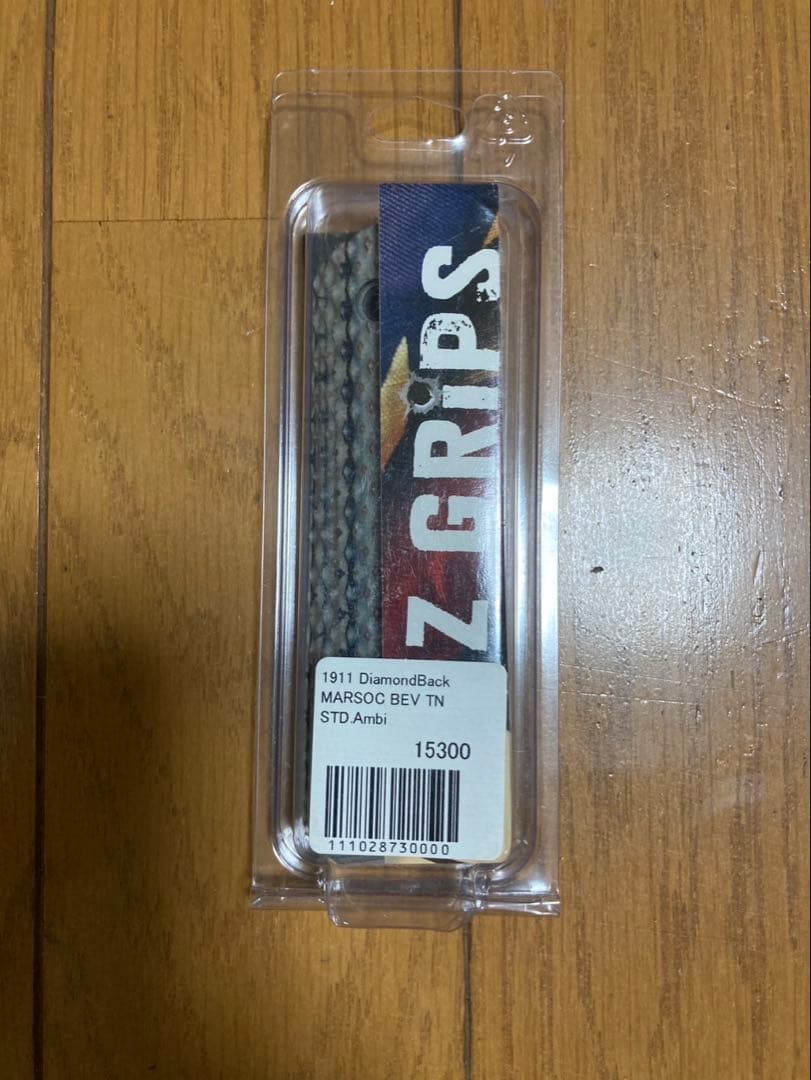 Z GRiPS
1911 DiamondBack
MARSOC BEV TN
STD.Ambi
15300
111028730000